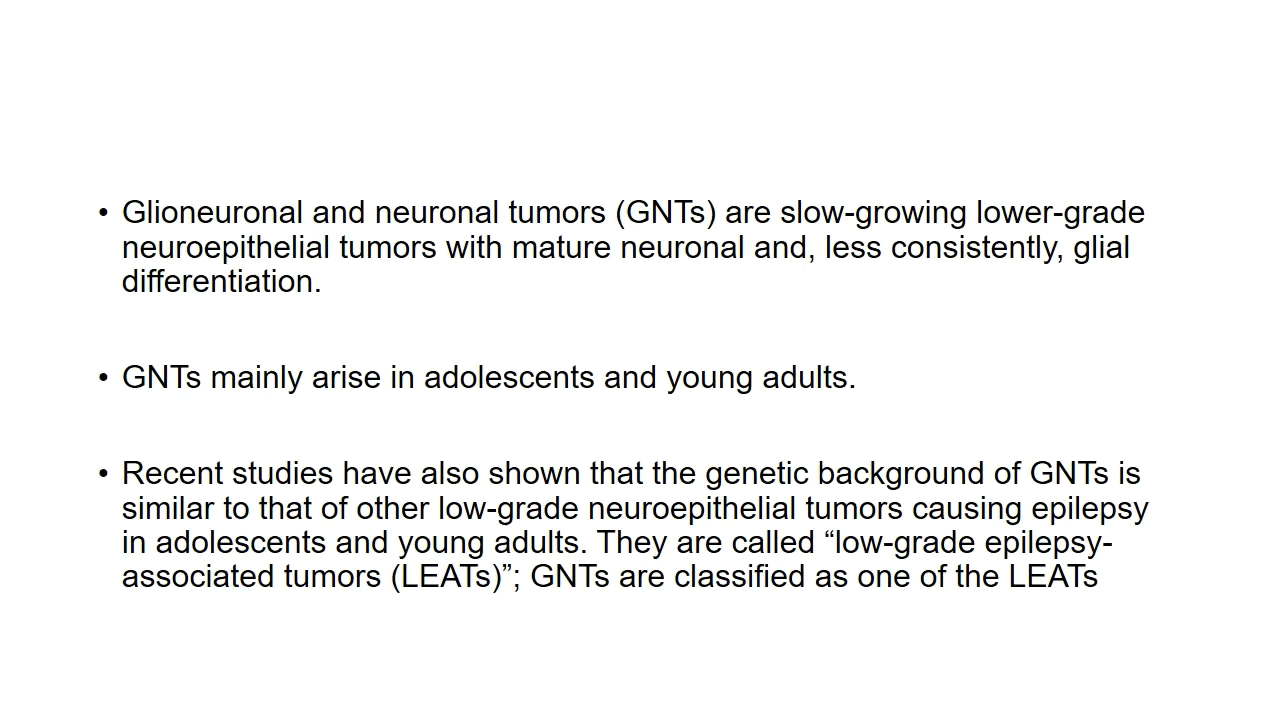 • Glioneuronal and neuronal tumors (GNTs) are slow-growing lower-grade
neuroepithelial tumors with mature neuronal and, less consistently, glial
differentiation.
• GNTs mainly arise in adolescents and young adults.
• Recent studies have also shown that the genetic background of GNTs is
similar to that of other low-grade neuroepithelial tumors causing epilepsy
in adolescents and young adults. They are called “low-grade epilepsy-
associated tumors (LEATs)”; GNTs are classified as one of the LEATs